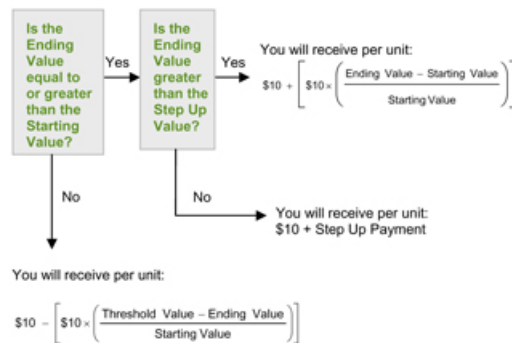 Is the
Ending
Value
equal to
or greater
than the
Starting
Value?
Yes
Is the
Ending
Value
greater
than the
Step Up
Value?
Yes
You will receive per unit:
$10 + [ $10 × ( Ending Value – Starting Value
Starting Value ) ]
No
No
You will receive per unit:
$10 + Step Up Payment
You will receive per unit:
$10 – [ $10 × ( Threshold Value – Ending Value
Starting Value ) ]